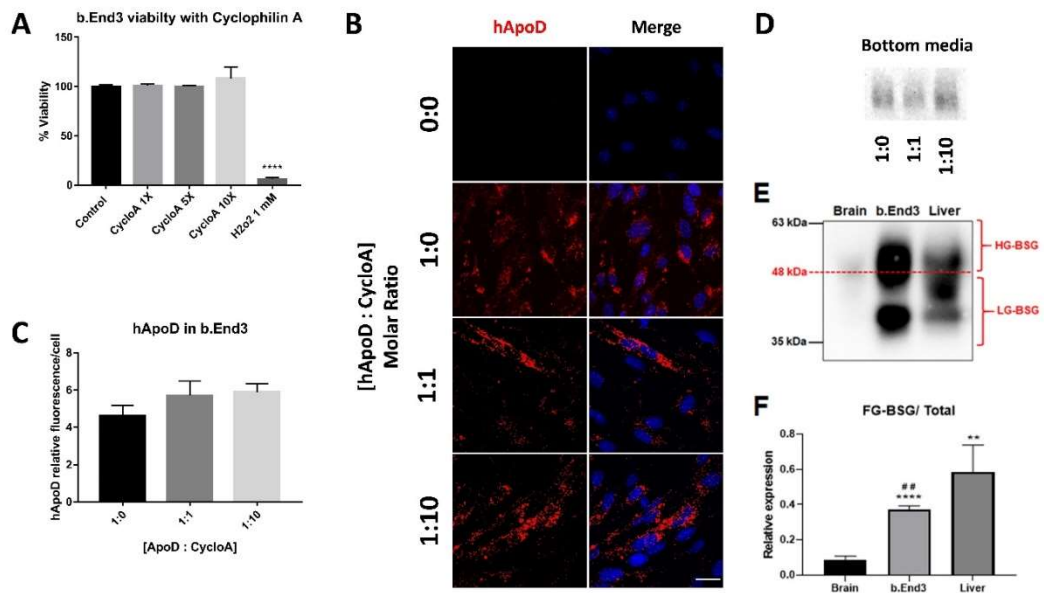 A
b.End3 viabilty with Cyclophilin A
% Viability
150
100
50
0
Control
CycloA 1X
CycloA 5X
CycloA 10X
H2o2 1 mM
****
B
hApoD
Merge
[hApoD : CycloA]
Molar Ratio
0:0
1:0
1:1
1:10
C
hApoD in b.End3
hApoD relative fluorescence/cell
8
6
4
2
0
1:0
1:1
1:10
[ApoD : CycloA]
D
Bottom media
1:0
1:1
1:10
E
Brain b.End3 Liver
63 kDa
48 kDa
35 kDa
HG-BSG
LG-BSG
F
FG-BSG/ Total
Relative expression
0.8
0.6
0.4
0.2
0.0
##
****
**
Brain
b.End3
Liver